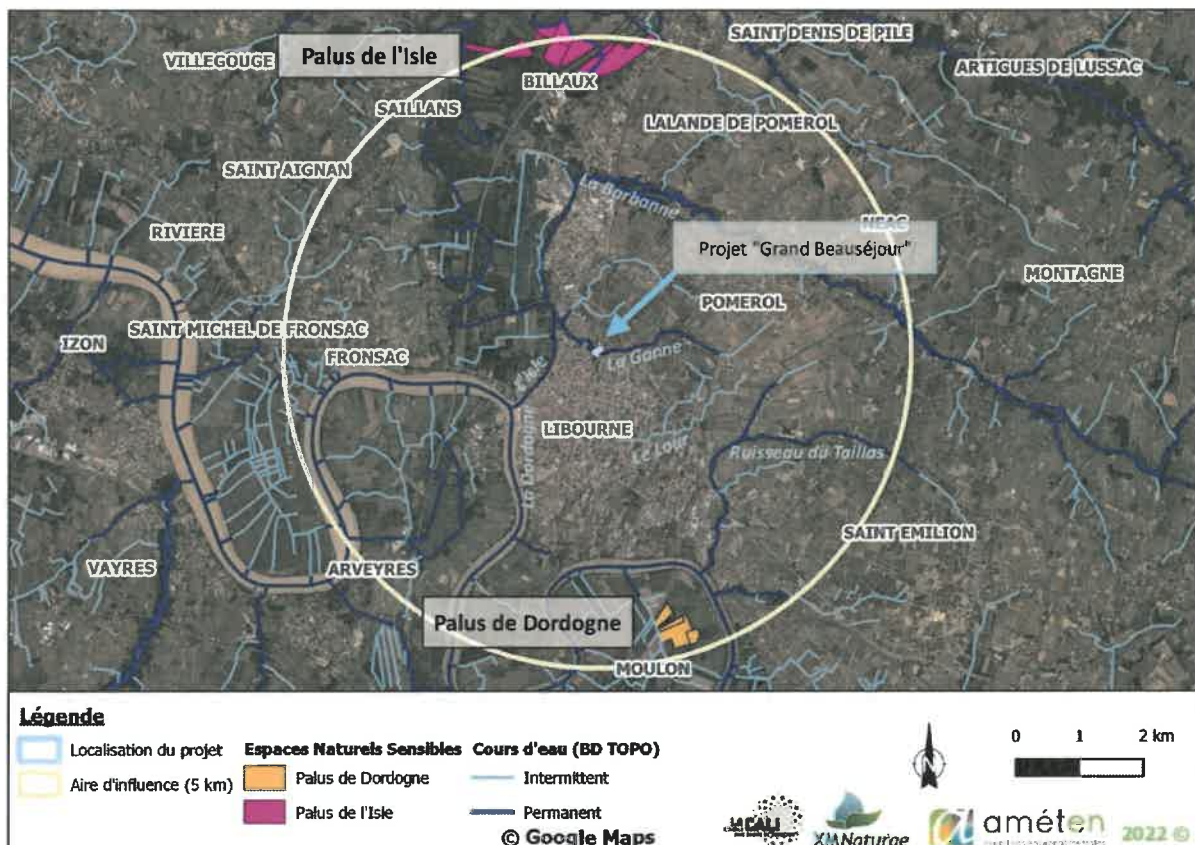 SAINT DENIS DE PILE
VILLEGOUGE
Palus de l'Isle
BILLAUX
ARTIGUES DE LUSSAC
SAILLANS
LALANDE DE POMEROL
SAINT AIGNAN
La Barbanne
NEAC
RIVIERE
Projet "Grand Beauséjour"
MONTAGNE
POMEROL
SAINT MICHEL DE FRONSAC
IZON
FRONSAC
La Ganne
l'Isle
LIBOURNE
La Dordogne
Le Lour
Ruisseau du Taillas
SAINT EMILION
VAYRES
ARVEYRES
Palus de Dordogne
MOULON
Légende
Localisation du projet
Aire d'influence (5 km)
Espaces Naturels Sensibles
Palus de Dordogne
Palus de l'Isle
Cours d'eau (BD TOPO)
Intermittent
Permanent
© Google Maps
N
0 1 2 km
La CALI
XMNaturae
améten
2022 ©